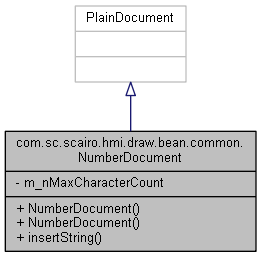 PlainDocument
com.sc.scairo.hmi.draw.bean.common.
NumberDocument
- m_nMaxCharacterCount
+ NumberDocument()
+ NumberDocument()
+ insertString()